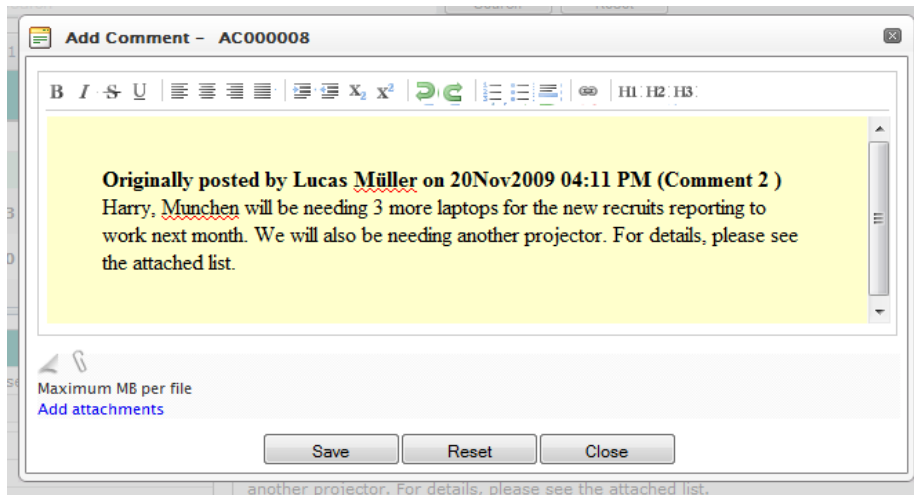 Search Reset
Add Comment – AC000008
B I S U X₂ X² H1 H2 H3
Originally posted by Lucas Müller on 20Nov2009 04:11 PM (Comment 2 )
Harry, Munchen will be needing 3 more laptops for the new recruits reporting to
work next month. We will also be needing another projector. For details, please see
the attached list.
Maximum MB per file
Add attachments
Save Reset Close
another projector. For details, please see the attached list.